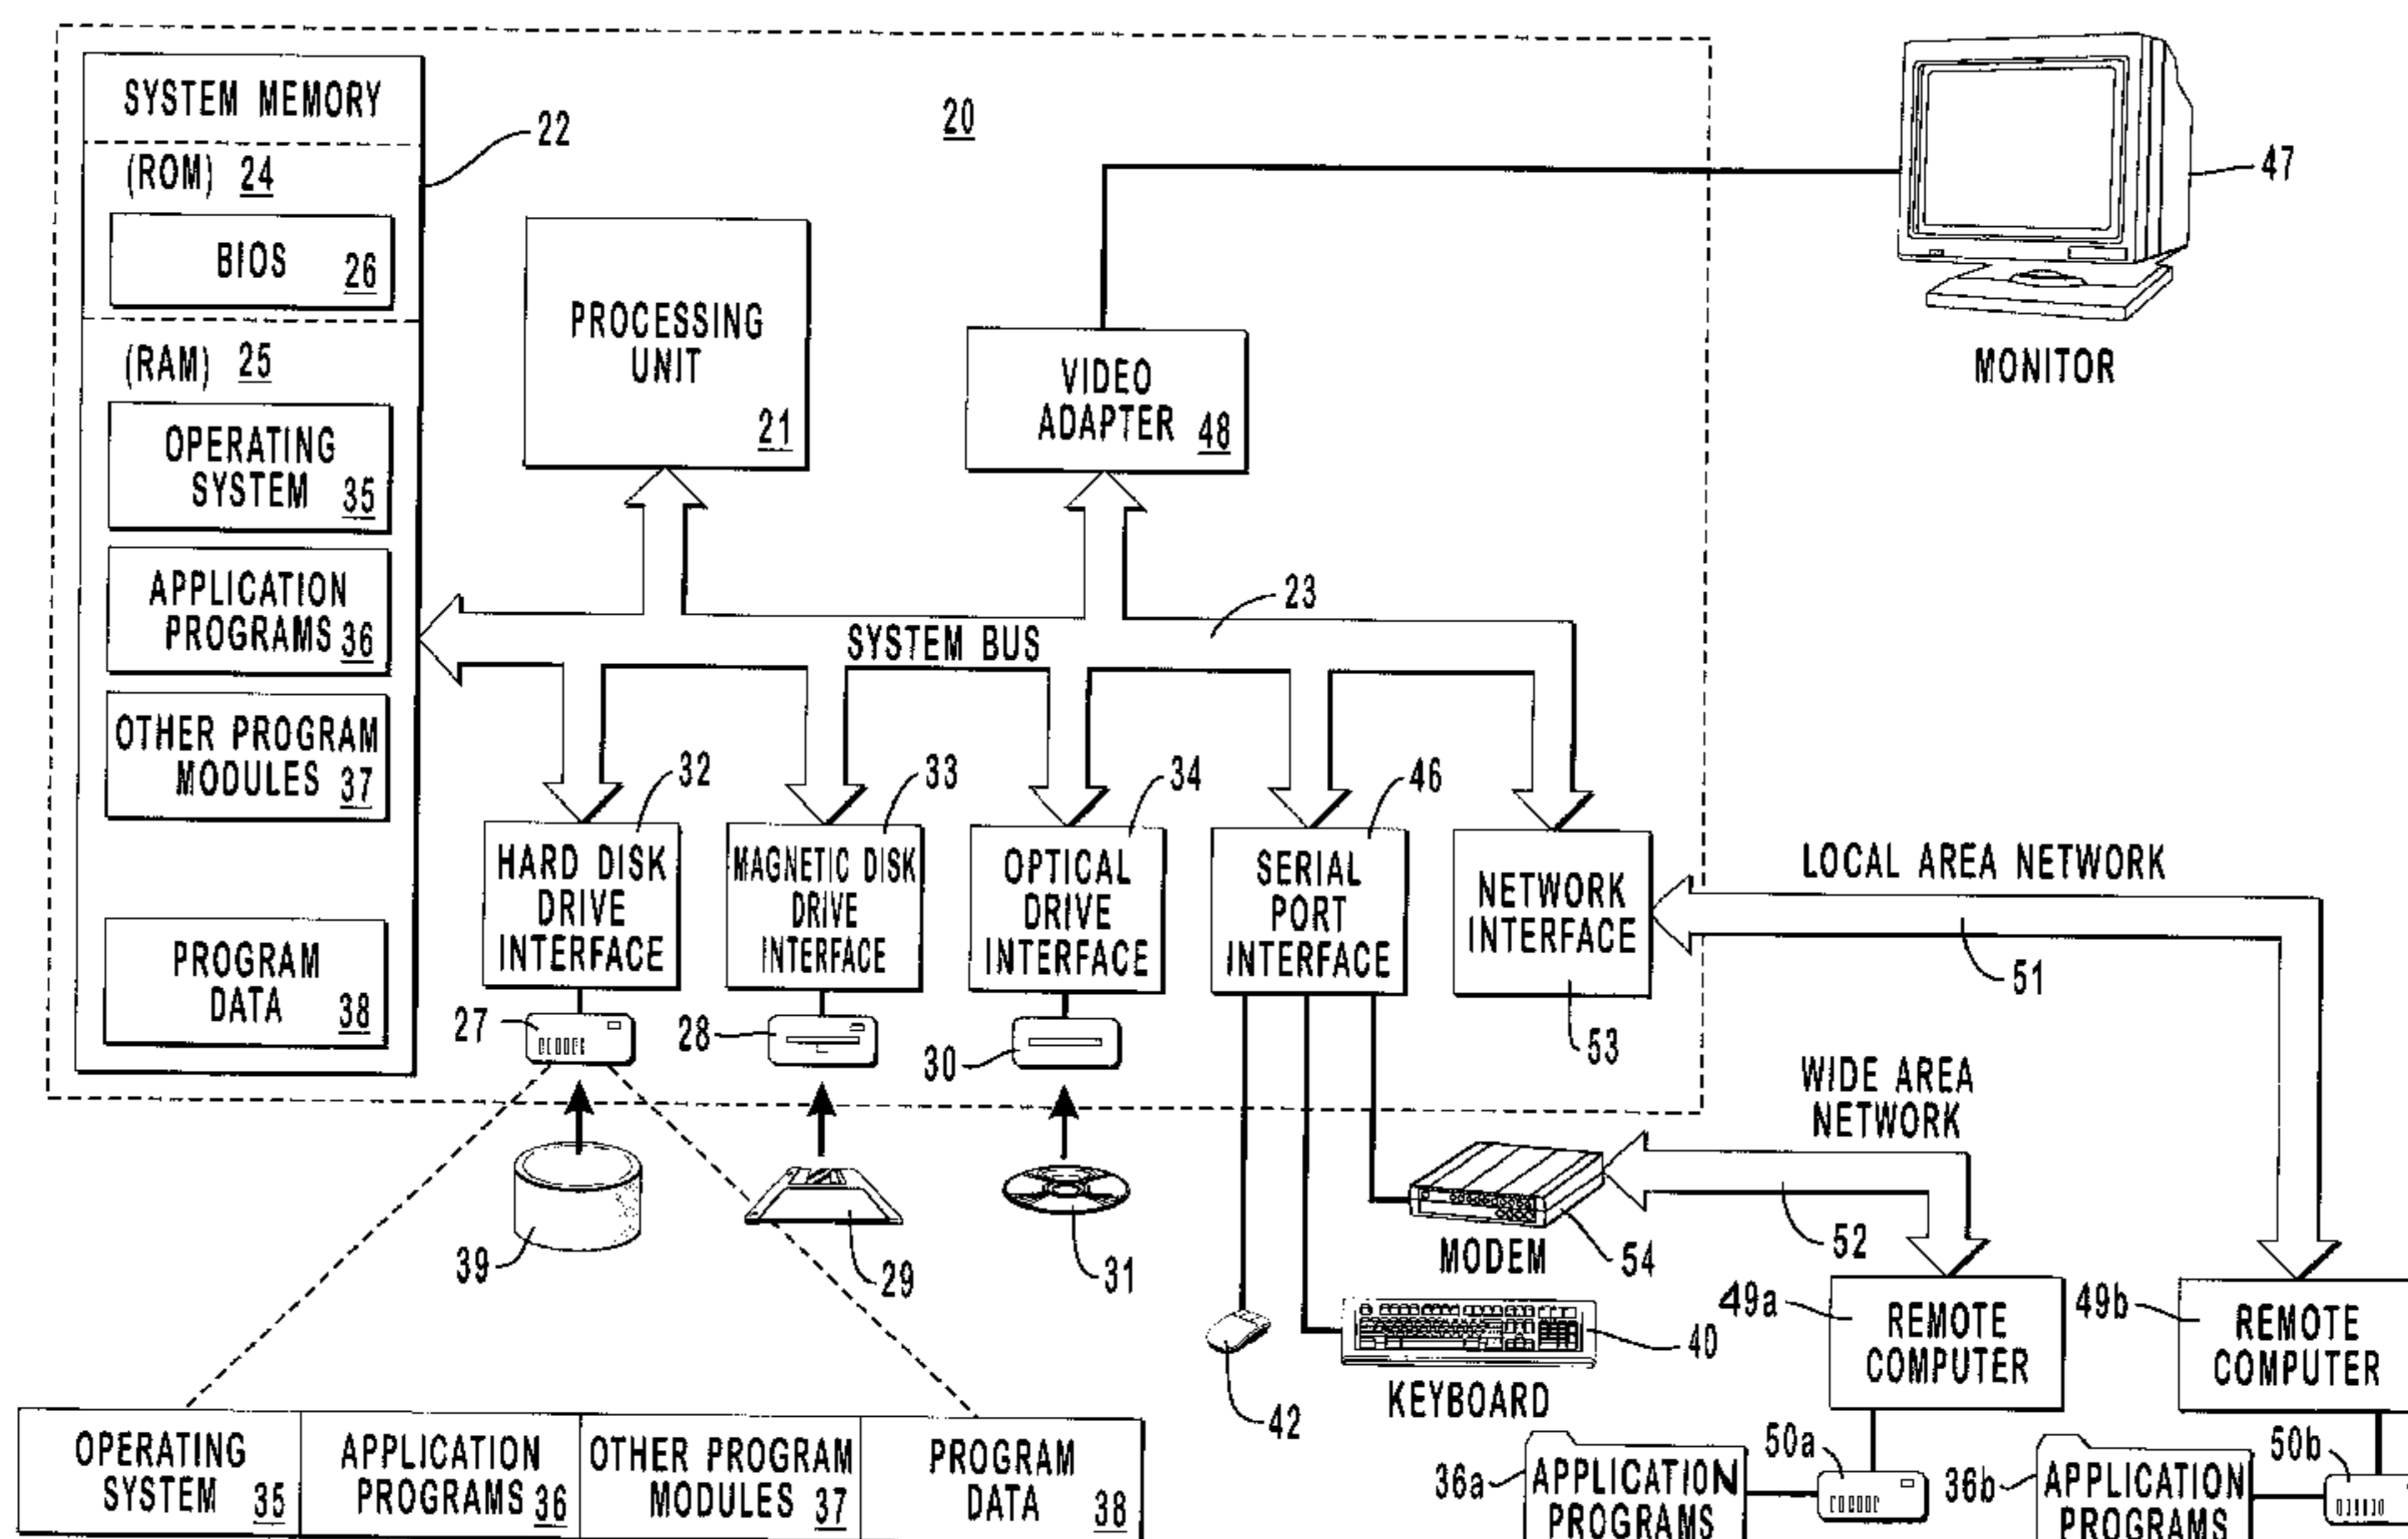 SYSTEM MEMORY
(ROM) 24
BIOS 26
(RAM) 25
OPERATING
SYSTEM 35
APPLICATION
PROGRAMS 36
OTHER PROGRAM
MODULES 37
PROGRAM
DATA 38
22
20
PROCESSING
UNIT
21
VIDEO
ADAPTER 48
47
MONITOR
SYSTEM BUS
23
32
HARD DISK
DRIVE
INTERFACE
33
MAGNETIC DISK
DRIVE
INTERFACE
34
OPTICAL
DRIVE
INTERFACE
46
SERIAL
PORT
INTERFACE
NETWORK
INTERFACE
53
LOCAL AREA NETWORK
51
27
28
30
39
29
31
WIDE AREA
NETWORK
52
MODEM
54
42
40
KEYBOARD
49a
REMOTE
COMPUTER
49b
REMOTE
COMPUTER
OPERATING
SYSTEM 35
APPLICATION
PROGRAMS 36
OTHER PROGRAM
MODULES 37
PROGRAM
DATA 38
36a
APPLICATION
PROGRAMS
50a
36b
APPLICATION
PROGRAMS
50b